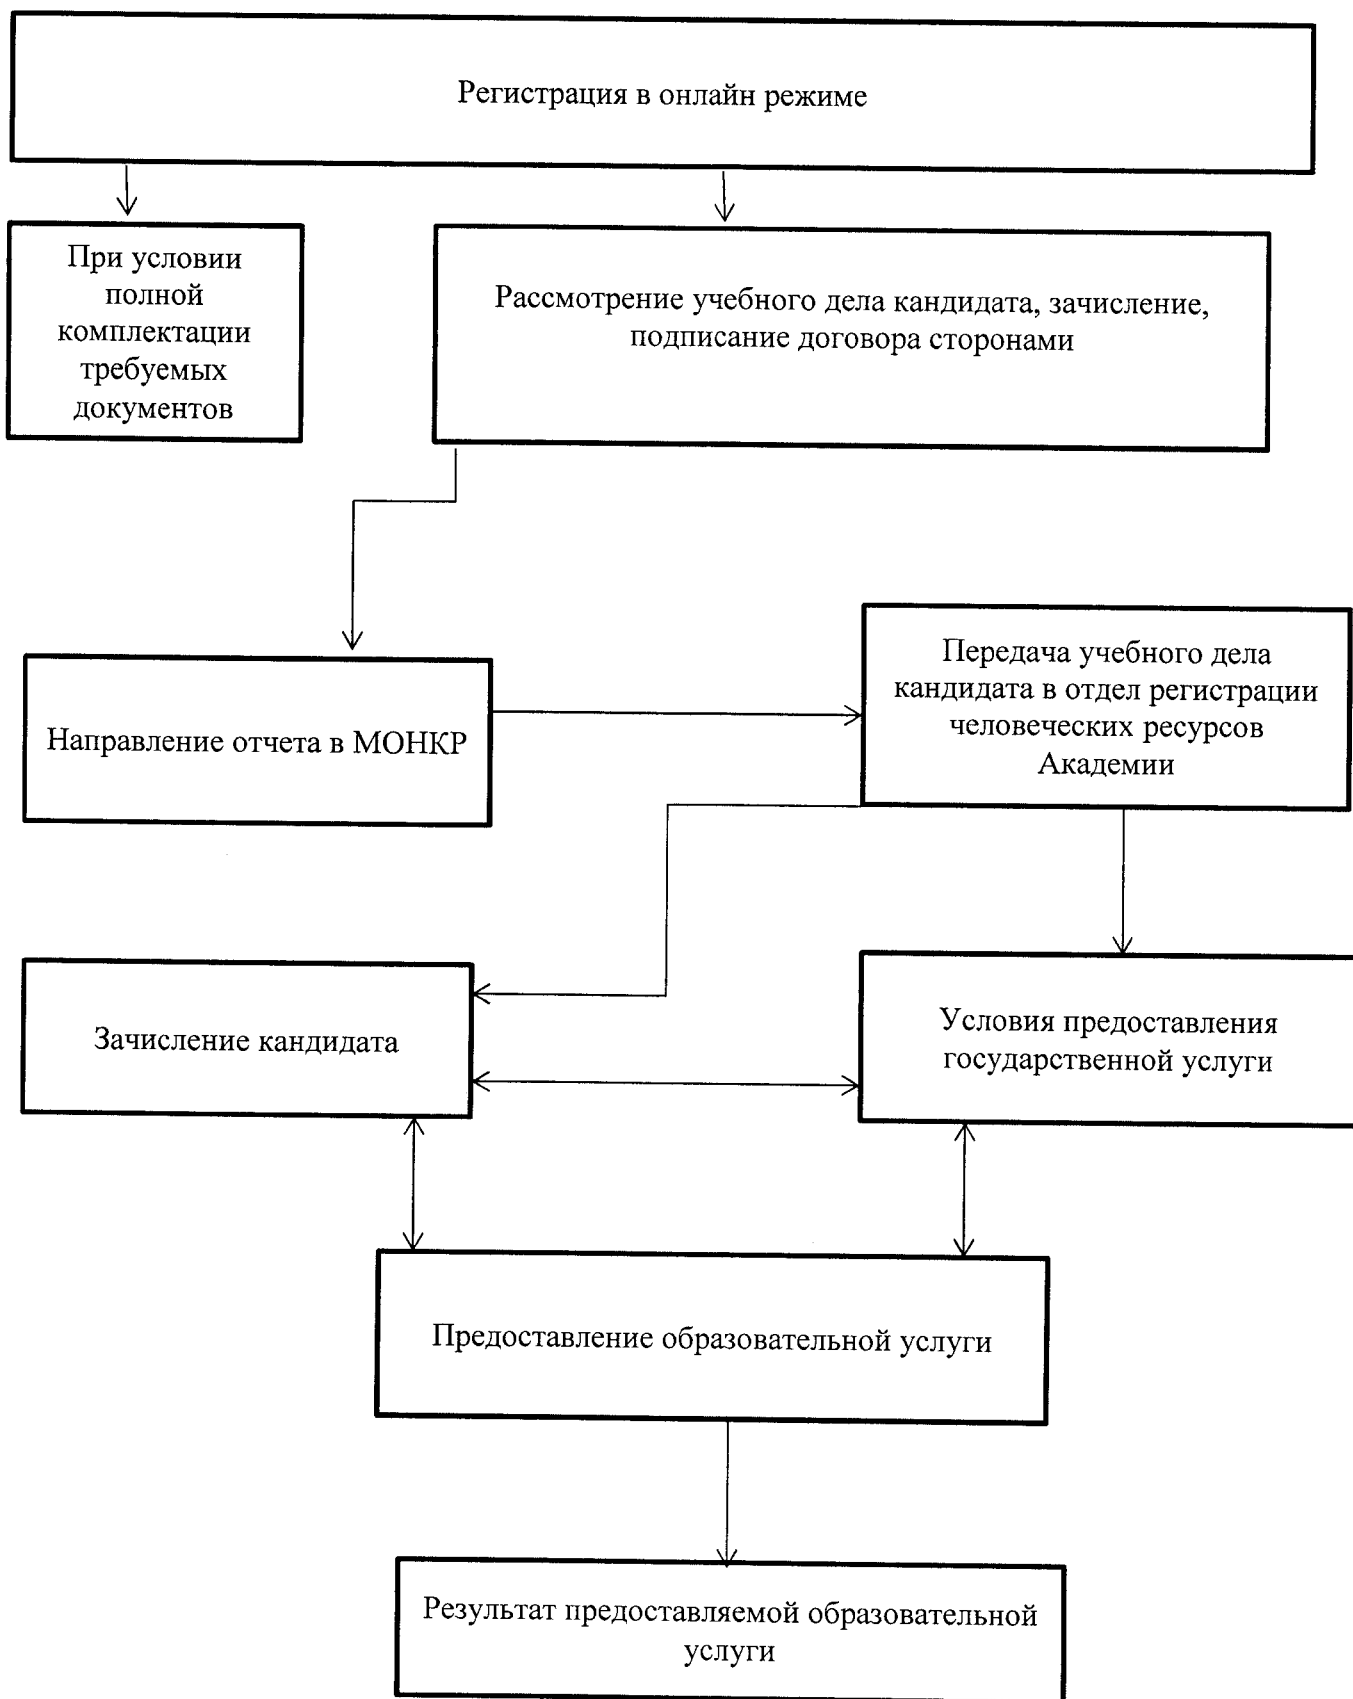 Регистрация в онлайн режиме
При условии
полной
комплектации
требуемых
документов
Рассмотрение учебного дела кандидата, зачисление,
подписание договора сторонами
Направление отчета в МОНКР
Передача учебного дела
кандидата в отдел регистрации
человеческих ресурсов
Академии
Зачисление кандидата
Условия предоставления
государственной услуги
Предоставление образовательной услуги
Результат предоставляемой образовательной
услуги